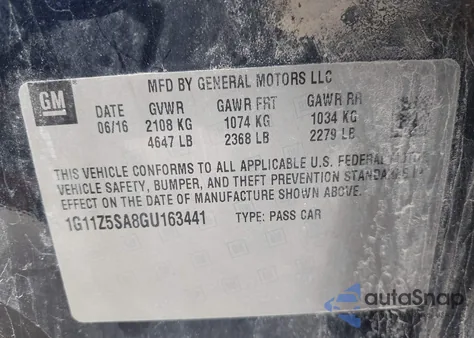 GM
MFD BY GENERAL MOTORS LLC
DATE GVWR GAWR FRT GAWR RR
06/16 2108 KG 1074 KG 1034 KG
4647 LB 2368 LB 2279 LB
THIS VEHICLE CONFORMS TO ALL APPLICABLE U.S. FEDERAL
VEHICLE SAFETY, BUMPER, AND THEFT PREVENTION STANDARDS IN
EFFECT ON THE DATE OF MANUFACTURE SHOWN ABOVE.
1G11Z5SA8GU163441 TYPE: PASS CAR
autoSnap